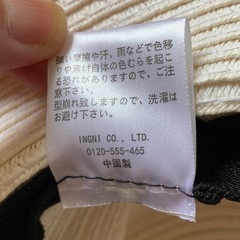 強い摩擦や汗、雨などで色移
りや素材自体の色むらを起こ
る恐れがありますので、ご注
意下さい。
型崩れ致しますので、洗濯は
お避け下さい。
INGNI CO., LTD.
0120-555-465
中国製